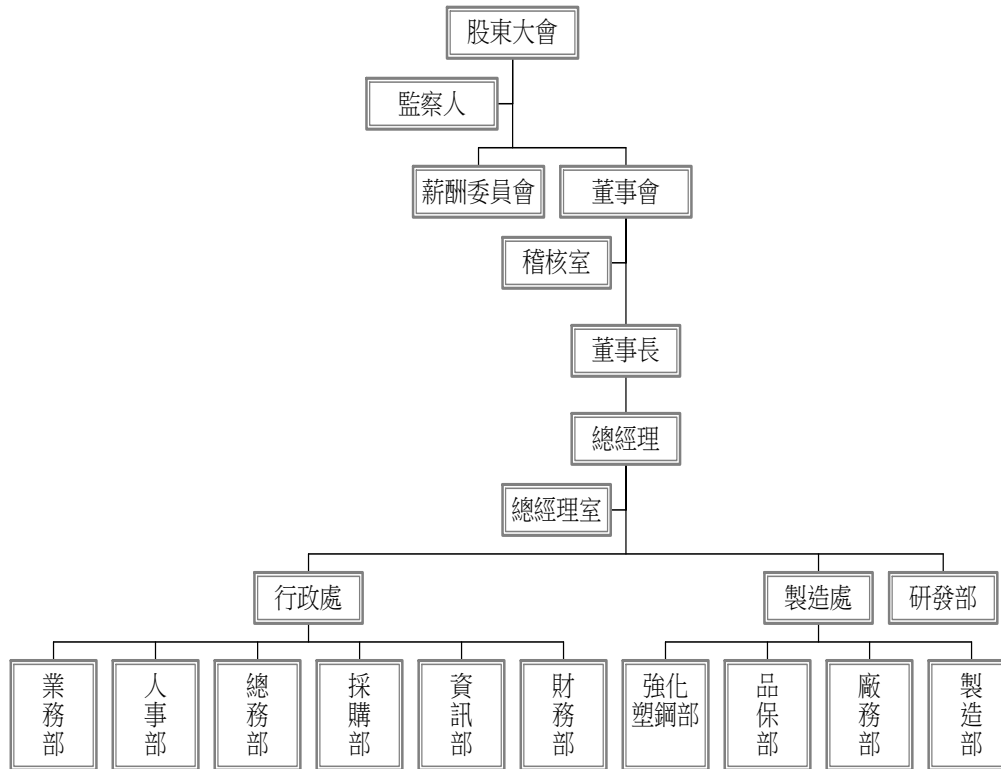 股東大會
監察人
薪酬委員會
董事會
稽核室
董事長
總經理
總經理室
行政處
製造處
研發部
業務部
人事部
總務部
採購部
資訊部
財務部
強化
塑鋼部
品保部
廠務部
製造部